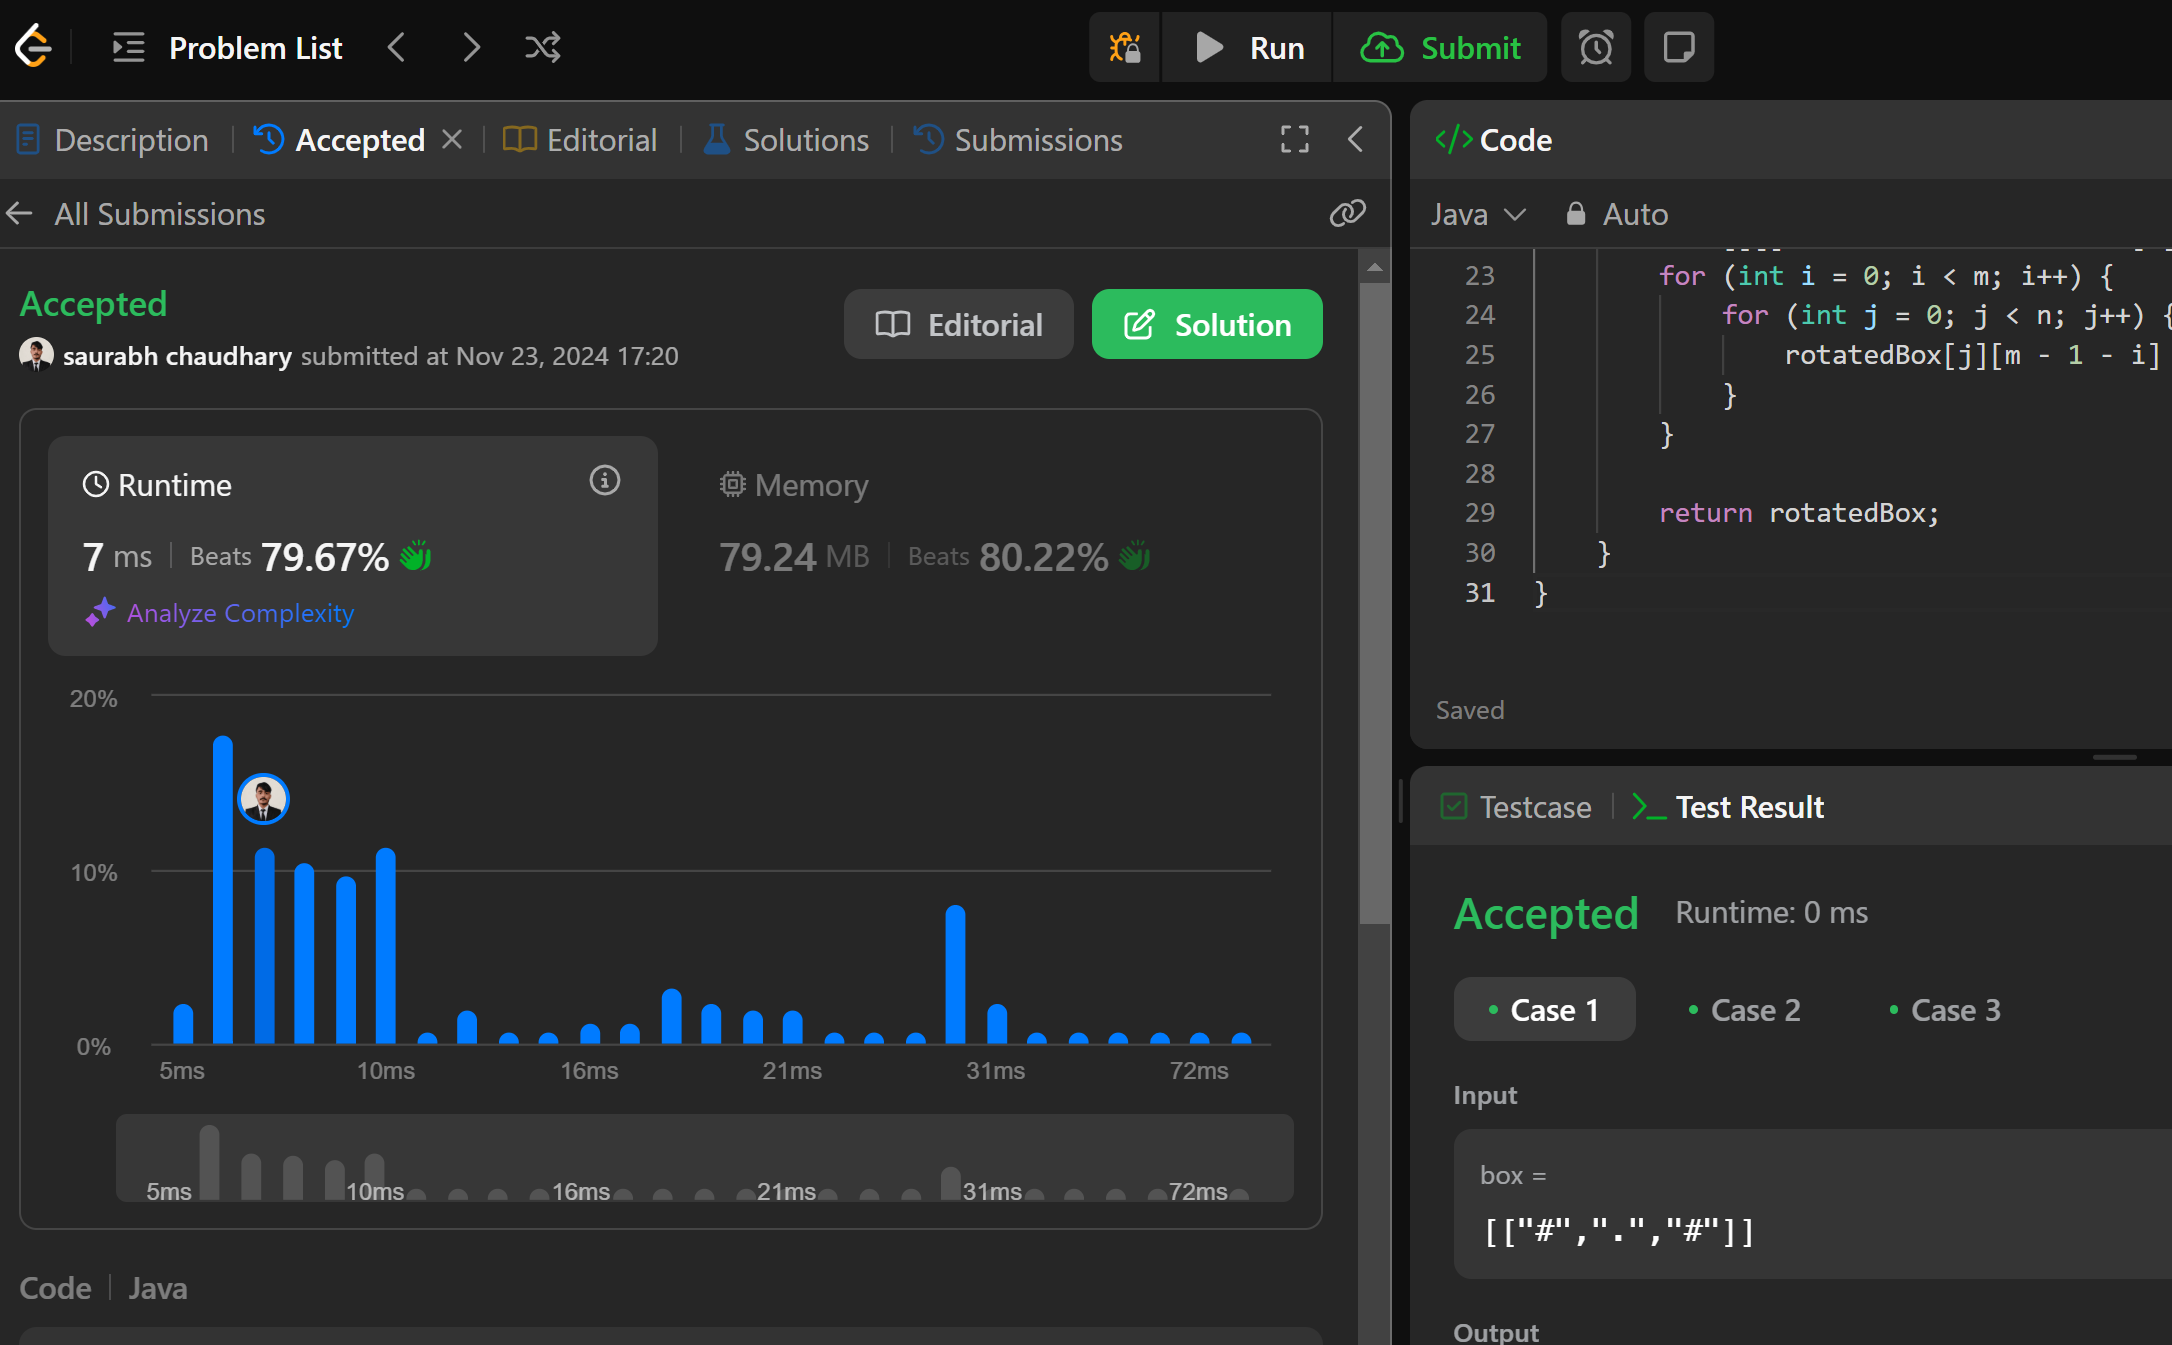 Problem List
Run
Submit
Description
Accepted
Editorial
Solutions
Submissions
All Submissions
Accepted
saurabh chaudhary submitted at Nov 23, 2024 17:20
Editorial
Solution
Runtime
7 ms
Beats 79.67%
Analyze Complexity
Memory
79.24 MB
Beats 80.22%
20%
10%
0%
5ms 10ms 16ms 21ms 31ms 72ms
5ms 10ms 16ms 21ms 31ms 72ms
Code
Java
Code
Java
Auto
23 for (int i = 0; i < m; i++) {
24 for (int j = 0; j < n; j++) {
25 rotatedBox[j][m - 1 - i]
26 }
27 }
28
29 return rotatedBox;
30 }
31 }
Saved
Testcase
Test Result
Accepted
Runtime: 0 ms
Case 1
Case 2
Case 3
Input
box =
[["#",".","#"]]
Output